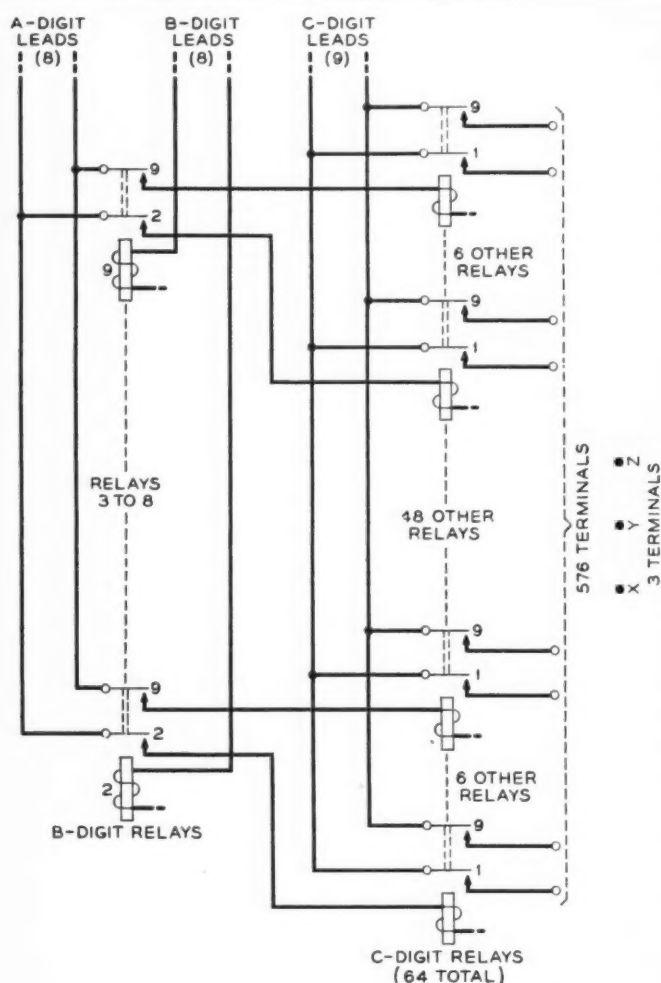 A-DIGIT
LEADS
(8)
B-DIGIT
LEADS
(8)
C-DIGIT
LEADS
(9)
9
1
9
2
9
6 OTHER
RELAYS
9
1
RELAYS
3 TO 8
48 OTHER
RELAYS
576 TERMINALS
X Y Z
3 TERMINALS
9
1
9
2
2
B-DIGIT RELAYS
6 OTHER
RELAYS
9
1
C-DIGIT RELAYS
(64 TOTAL)